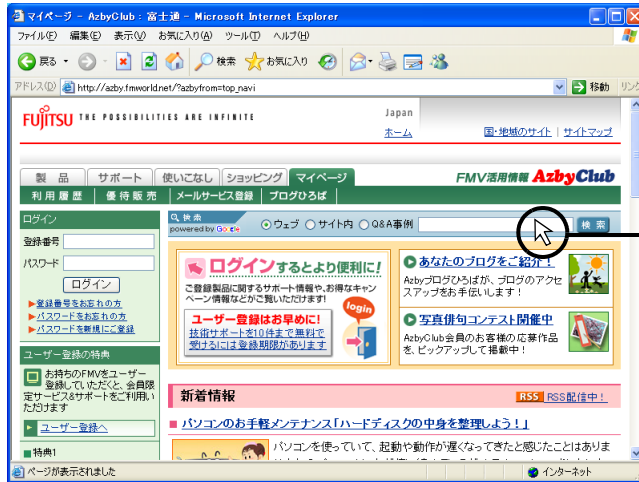 マイページ - AzbyClub : 富士通 - Microsoft Internet Explorer
ファイル(F) 編集(E) 表示(V) お気に入り(A) ツール(T) ヘルプ(H)
戻る 検索 お気に入り
アドレス(D) http://azby.fmworld.net/?azbyfrom=top_navi 移動 リンク
FUJITSU THE POSSIBILITIES ARE INFINITE
Japan
ホーム 国・地域のサイト | サイトマップ
製 品 サポート 使いこなし ショッピング マイページ FMV活用情報 AzbyClub
利用履歴 優待販売 メールサービス登録 ブログひろば
ログイン
登録番号
パスワード
ログイン
▶登録番号をお忘れの方
▶パスワードをお忘れの方
▶パスワードを新規にご登録
ユーザー登録の特典
お持ちのFMVをユーザー
登録していただくと、会員限
定サービス&サポートをご利用い
ただけます
ユーザー登録へ
■特典1
検索
powered by Google
ウェブ サイト内 Q&A事例 検索
ログインするとより便利に!
ご登録製品に関するサポート情報や、お得なキャン
ペーン情報などがご覧いただけます!
ユーザー登録はお早めに!
技術サポートを10件まで無料で
受けるには登録期限があります
login
あなたのブログをご紹介!
Azbyブログひろばが、ブログのアクセ
スアップをお手伝いします!
写真俳句コンテスト開催中
AzbyClub会員のお客様の応募作品
を、ピックアップして掲載中!
新着情報 RSS RSS配信中!
■ パソコンのお手軽メンテナンス「ハードディスクの中身を整理しよう!」
パソコンを使っていて、起動や動作が遅くなってきたと感じたことはありま
ページが表示されました インターネット